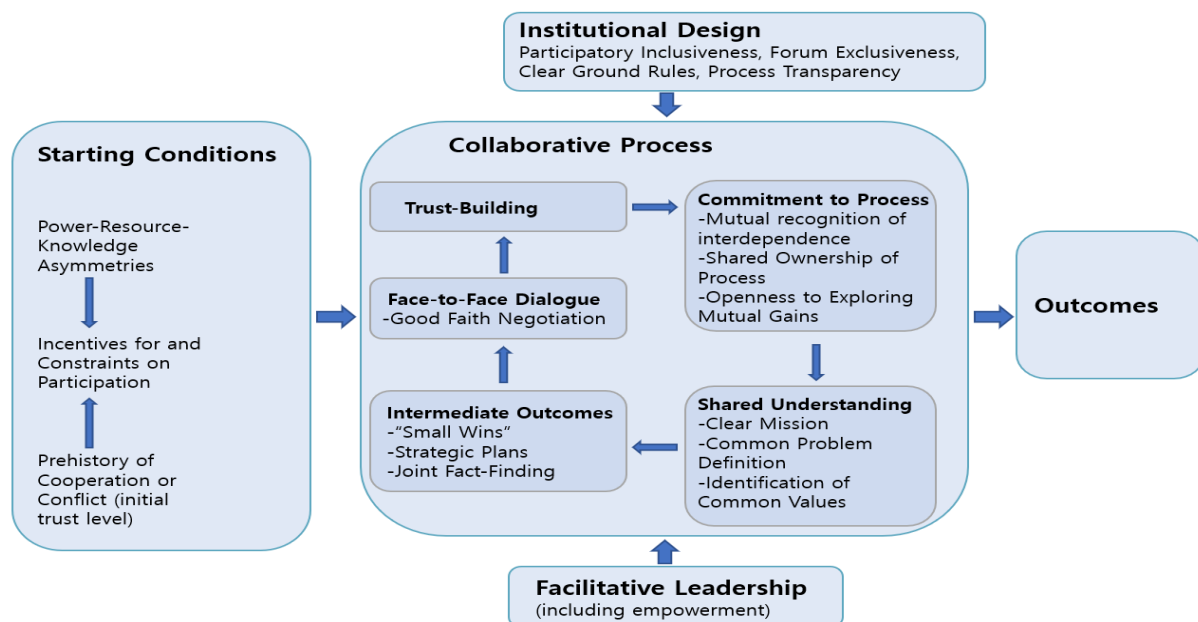 Institutional Design
Participatory Inclusiveness, Forum Exclusiveness,
Clear Ground Rules, Process Transparency
Starting Conditions
Power-Resource-
Knowledge
Asymmetries
Incentives for and
Constraints on
Participation
Prehistory of
Cooperation or
Conflict (initial
trust level)
Collaborative Process
Trust-Building
Commitment to Process
-Mutual recognition of
interdependence
-Shared Ownership of
Process
-Openness to Exploring
Mutual Gains
Face-to-Face Dialogue
-Good Faith Negotiation
Intermediate Outcomes
-“Small Wins”
-Strategic Plans
-Joint Fact-Finding
Shared Understanding
-Clear Mission
-Common Problem
Definition
-Identification of
Common Values
Outcomes
Facilitative Leadership
(including empowerment)